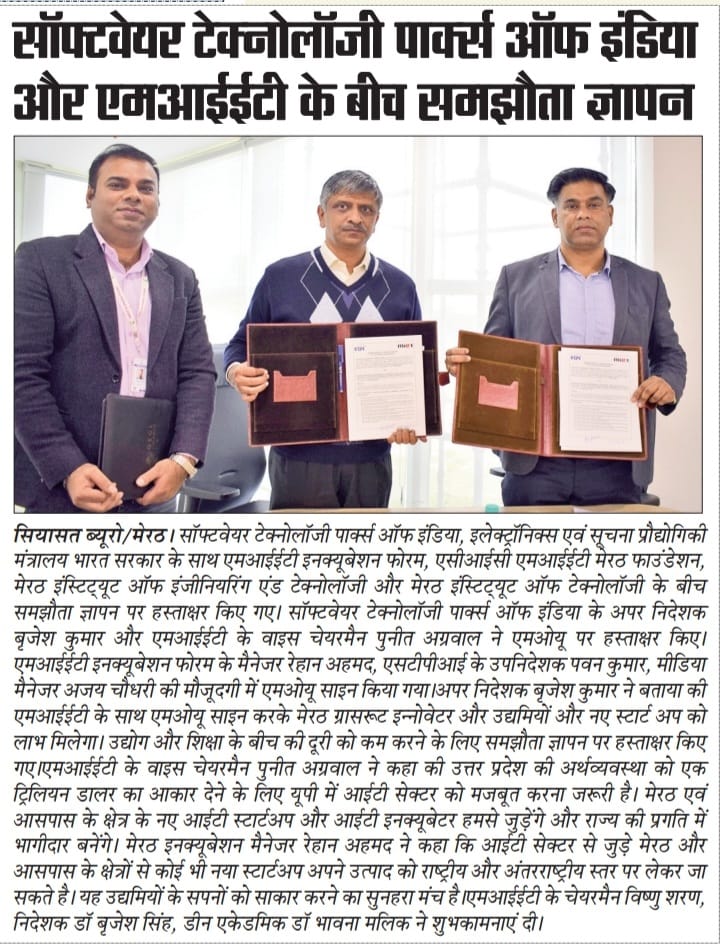 सॉफ्टवेयर टेक्नोलॉजी पार्क्स ऑफ इंडिया
और एमआईईटी के बीच समझौता ज्ञापन
सियासत ब्यूरो/मेरठ। सॉफ्टवेयर टेक्नोलॉजी पार्क्स ऑफ इंडिया, इलेक्ट्रॉनिक्स एवं सूचना प्रौद्योगिकी
मंत्रालय भारत सरकार के साथ एमआईईटी इनक्यूबेशन फोरम, एसीआईसी एमआईईटी मेरठ फाउंडेशन,
मेरठ इंस्टिट्यूट ऑफ इंजीनियरिंग एंड टेक्नोलॉजी और मेरठ इंस्टिट्यूट ऑफ टेक्नोलॉजी के बीच
समझौता ज्ञापन पर हस्ताक्षर किए गए। सॉफ्टवेयर टेक्नोलॉजी पार्क्स ऑफ इंडिया के अपर निदेशक
बृजेश कुमार और एमआईईटी के वाइस चेयरमैन पुनीत अग्रवाल ने एमओयू पर हस्ताक्षर किए।
एमआईईटी इनक्यूबेशन फोरम के मैनेजर रेहान अहमद, एसटीपीआई के उपनिदेशक पवन कुमार, मीडिया
मैनेजर अजय चौधरी की मौजूदगी में एमओयू साइन किया गया।अपर निदेशक बृजेश कुमार ने बताया की
एमआईईटी के साथ एमओयू साइन करके मेरठ ग्रासरूट इन्नोवेटर और उद्यमियों और नए स्टार्ट अप को
लाभ मिलेगा। उद्योग और शिक्षा के बीच की दूरी को कम करने के लिए समझौता ज्ञापन पर हस्ताक्षर किए
गए।एमआईईटी के वाइस चेयरमैन पुनीत अग्रवाल ने कहा की उत्तर प्रदेश की अर्थव्यवस्था को एक
ट्रिलियन डालर का आकार देने के लिए यूपी में आईटी सेक्टर को मजबूत करना जरूरी है। मेरठ एवं
आसपास के क्षेत्र के नए आईटी स्टार्टअप और आईटी इनक्यूबेटर हमसे जुड़ेंगे और राज्य की प्रगति में
भागीदार बनेंगे। मेरठ इनक्यूबेशन मैनेजर रेहान अहमद ने कहा कि आईटी सेक्टर से जुड़े मेरठ और
आसपास के क्षेत्रों से कोई भी नया स्टार्टअप अपने उत्पाद को राष्ट्रीय और अंतरराष्ट्रीय स्तर पर लेकर जा
सकते है। यह उद्यमियों के सपनों को साकार करने का सुनहरा मंच है।एमआईईटी के चेयरमैन विष्णु शरण,
निदेशक डॉ बृजेश सिंह, डीन एकेडमिक डॉ भावना मलिक ने शुभकामनाएं दी।